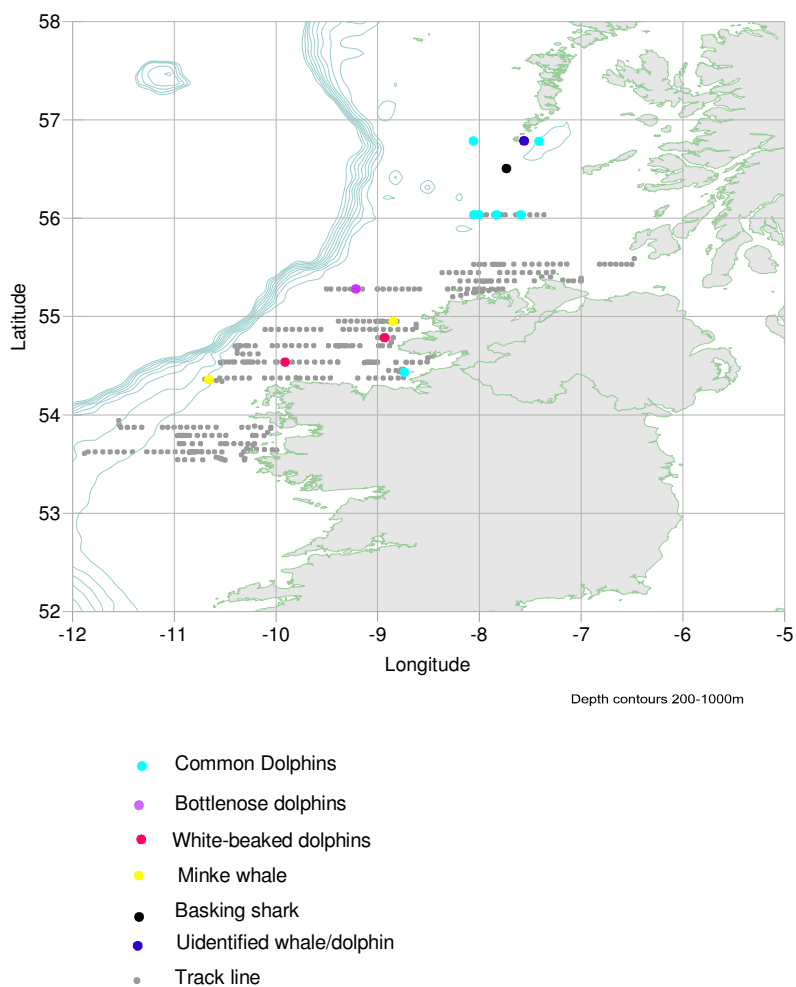 58
57
56
55
54
53
52
Latitude
-12 -11 -10 -9 -8 -7 -6 -5
Longitude
Depth contours 200-1000m
Common Dolphins
Bottlenose dolphins
White-beaked dolphins
Minke whale
Basking shark
Uidentified whale/dolphin
Track line